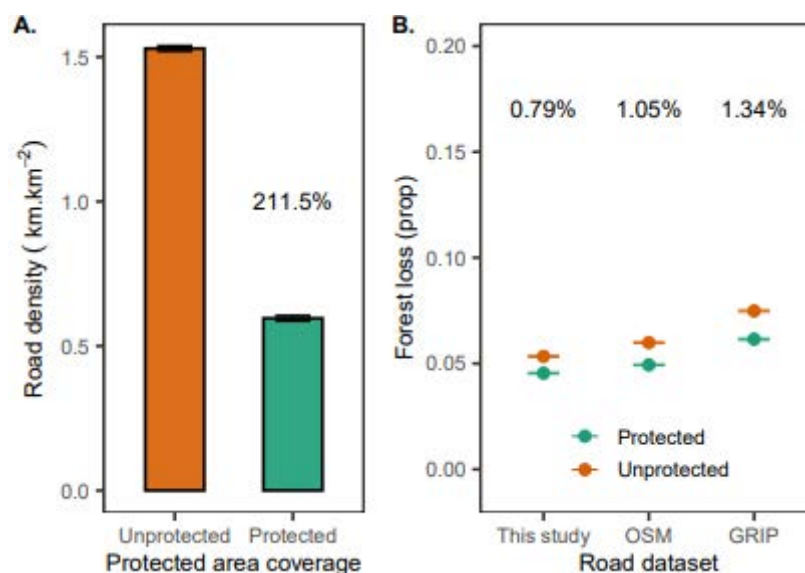 A.
Road density ( km.km⁻²)
1.5
1.0
0.5
0.0
211.5%
Unprotected Protected
Protected area coverage
B.
Forest loss (prop)
0.20
0.15
0.10
0.05
0.00
0.79% 1.05% 1.34%
Protected
Unprotected
This study OSM GRIP
Road dataset